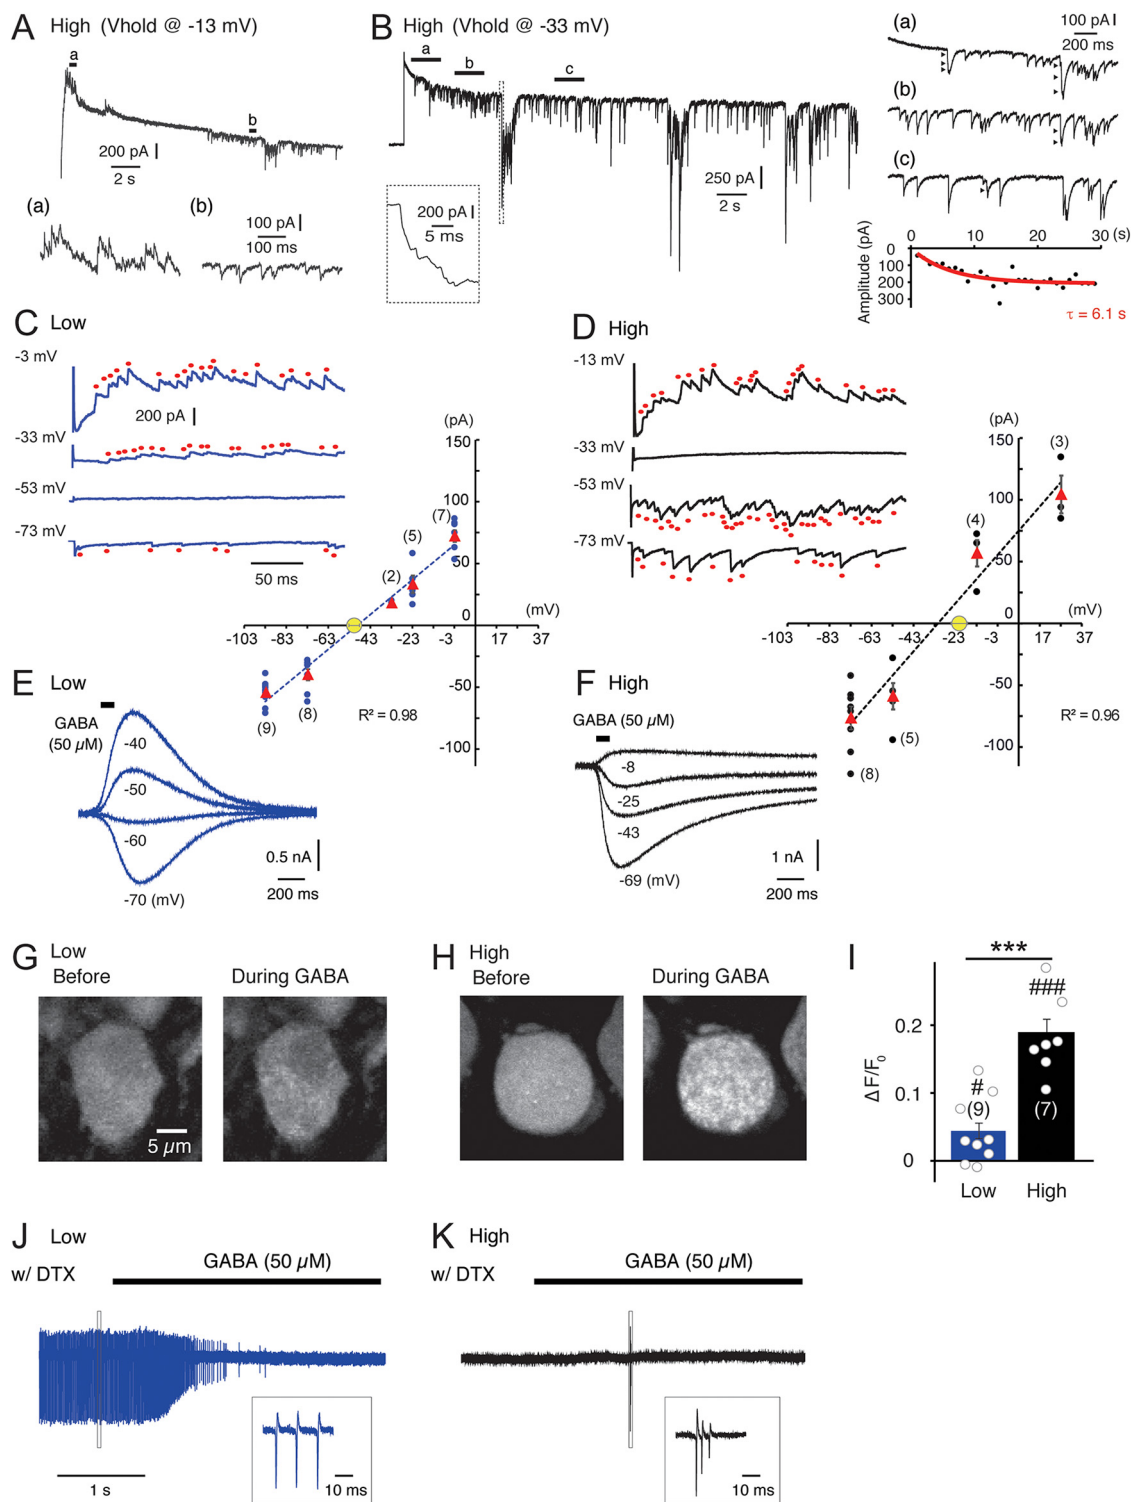 A High (Vhold @ -13 mV)
a
b
200 pA
2 s
(a)
(b)
100 pA
100 ms
B High (Vhold @ -33 mV)
a
b
c
250 pA
2 s
200 pA
5 ms
(a)
100 pA
200 ms
(b)
(c)
0 10 20 30 (s)
Amplitude (pA)
0
100
200
300
τ = 6.1 s
C Low
-3 mV
200 pA
-33 mV
-53 mV
-73 mV
50 ms
(pA)
150
100
50
0
-50
-100
(7)
(5)
(2)
(mV)
-103 -83 -63 -43 -23 -3 17 37
(9)
(8)
R² = 0.98
D High
-13 mV
-33 mV
-53 mV
-73 mV
(pA)
150
100
50
0
-50
-100
(3)
(4)
(mV)
-103 -83 -63 -43 -23 -3 17 37
(5)
(8)
R² = 0.96
E Low
GABA
(50 µM)
-40
-50
-60
-70 (mV)
0.5 nA
200 ms
F High
GABA (50 µM)
-8
-25
-43
-69 (mV)
1 nA
200 ms
G Low
Before During GABA
5 µm
H High
Before During GABA
I
***
###
#
(9)
(7)
ΔF/F₀
0.2
0.1
0
Low High
J Low
w/ DTX
GABA (50 µM)
1 s
10 ms
K High
w/ DTX
GABA (50 µM)
10 ms